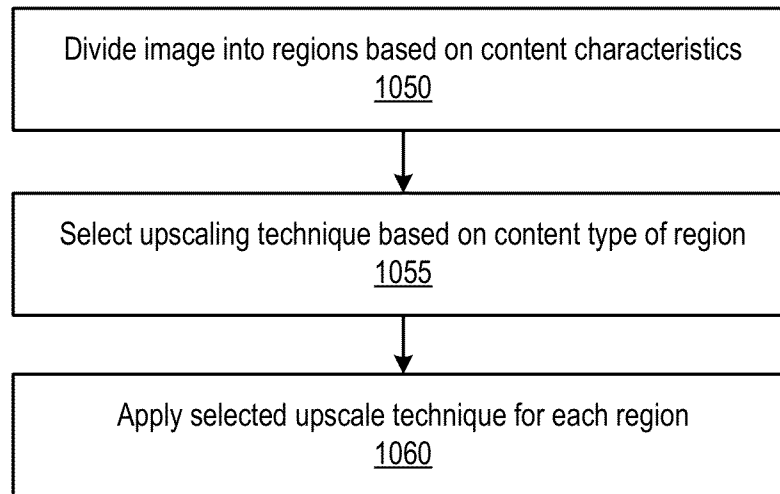 Divide image into regions based on content characteristics
1050
Select upscaling technique based on content type of region
1055
Apply selected upscale technique for each region
1060